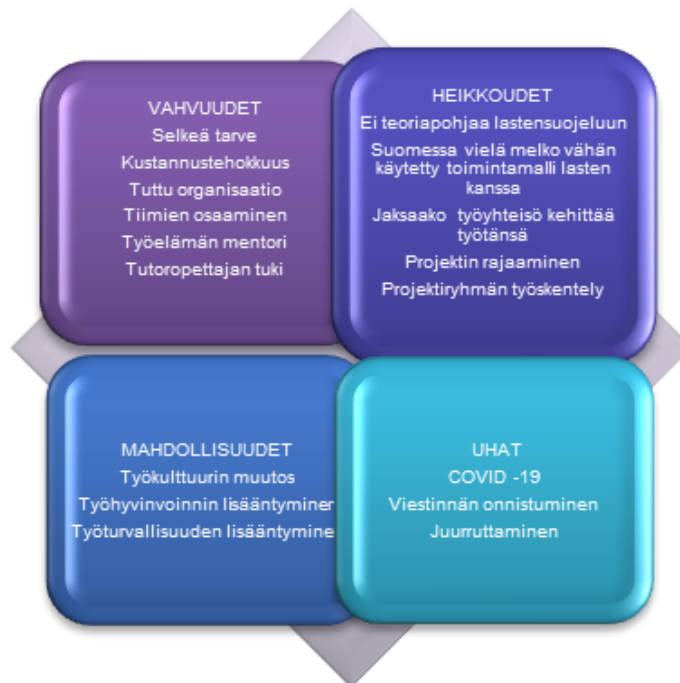 VAHVUUDET
Selkeä tarve
Kustannustehokkuus
Tuttu organisaatio
Tiimien osaaminen
Työelämän mentori
Tutoropettajan tuki
HEIKKOUDET
Ei teoriapohjaa lastensuojeluun
Suomessa vielä melko vähän
käytetty toimintamalli lasten
kanssa
Jaksaako työyhteisö kehittää
työtänsä
Projektin rajaaminen
Projektiryhmän työskentely
MAHDOLLISUUDET
Työkulttuurin muutos
Työhyvinvoinnin lisääntyminen
Työturvallisuuden lisääntymine
UHAT
COVID -19
Viestinnän onnistuminen
Juurruttaminen